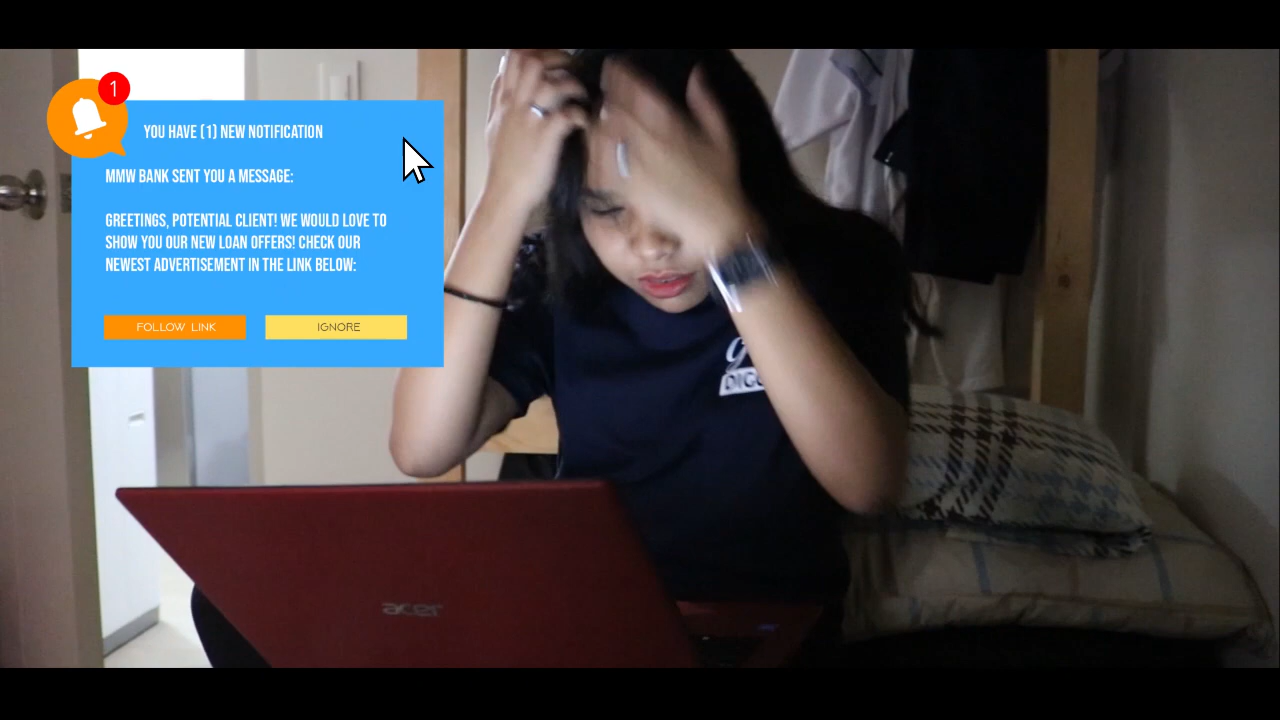 1
YOU HAVE (1) NEW NOTIFICATION
MMW BANK SENT YOU A MESSAGE:
GREETINGS, POTENTIAL CLIENT! WE WOULD LOVE TO
SHOW YOU OUR NEW LOAN OFFERS! CHECK OUR
NEWEST ADVERTISEMENT IN THE LINK BELOW:
FOLLOW LINK
IGNORE
acer